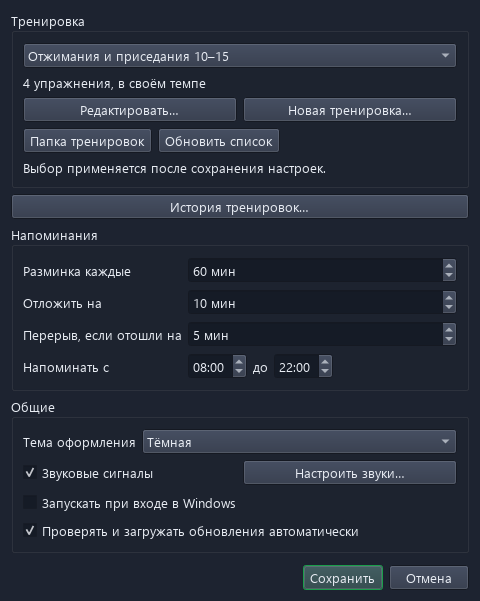 Тренировка
Отжимания и приседания 10–15
4 упражнения, в своём темпе
Редактировать... Новая тренировка...
Папка тренировок Обновить список
Выбор применяется после сохранения настроек.
История тренировок...
Напоминания
Разминка каждые 60 мин
Отложить на 10 мин
Перерыв, если отошли на 5 мин
Напоминать с 08:00 до 22:00
Общие
Тема оформления Тёмная
Звуковые сигналы Настроить звуки...
Запускать при входе в Windows
Проверять и загружать обновления автоматически
Сохранить Отмена